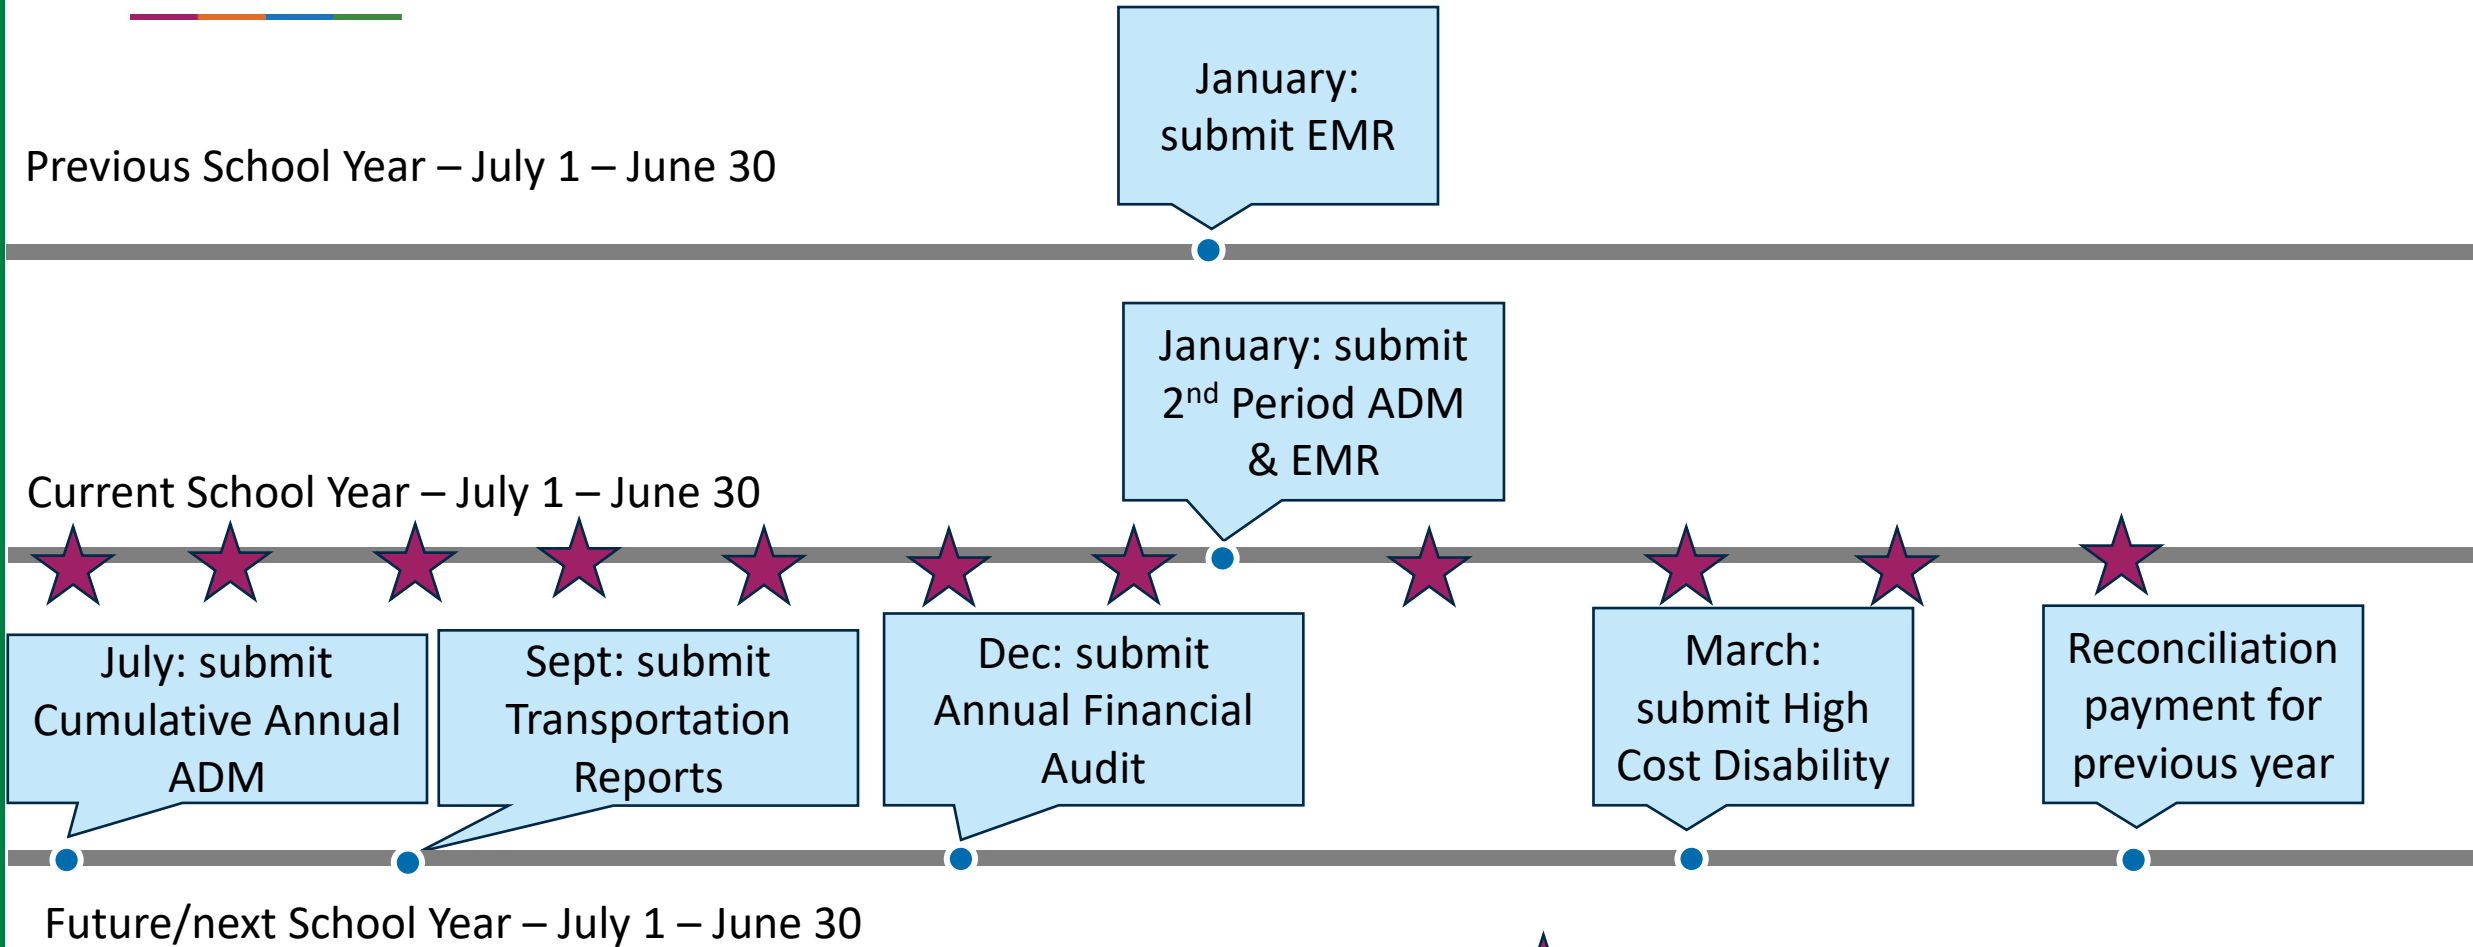 January:
submit EMR
Previous School Year – July 1 – June 30
January: submit
2nd Period ADM
& EMR
Current School Year – July 1 – June 30
July: submit
Cumulative Annual
ADM
Sept: submit
Transportation
Reports
Dec: submit
Annual Financial
Audit
March:
submit High
Cost Disability
Reconciliation
payment for
previous year
Future/next School Year – July 1 – June 30